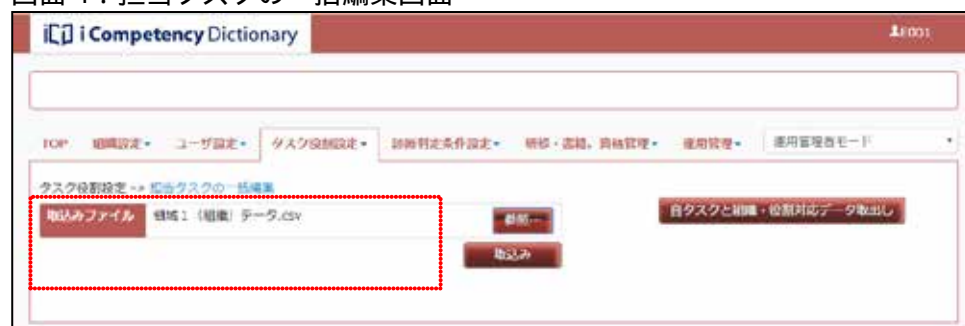 画面 4：担当タスクの一括編集画面
iCD i Competency Dictionary
E001
TOP 組織設定 ユーザ設定 タスク役割設定 診断判定条件設定 研修・書籍、資格管理 運用管理 運用管理者モード
タスク役割設定 -> 担当タスクの一括編集
取込みファイル 領域1（組織）データ.csv 参照... 自タスクと組織・役割対応データ取出し
取込み